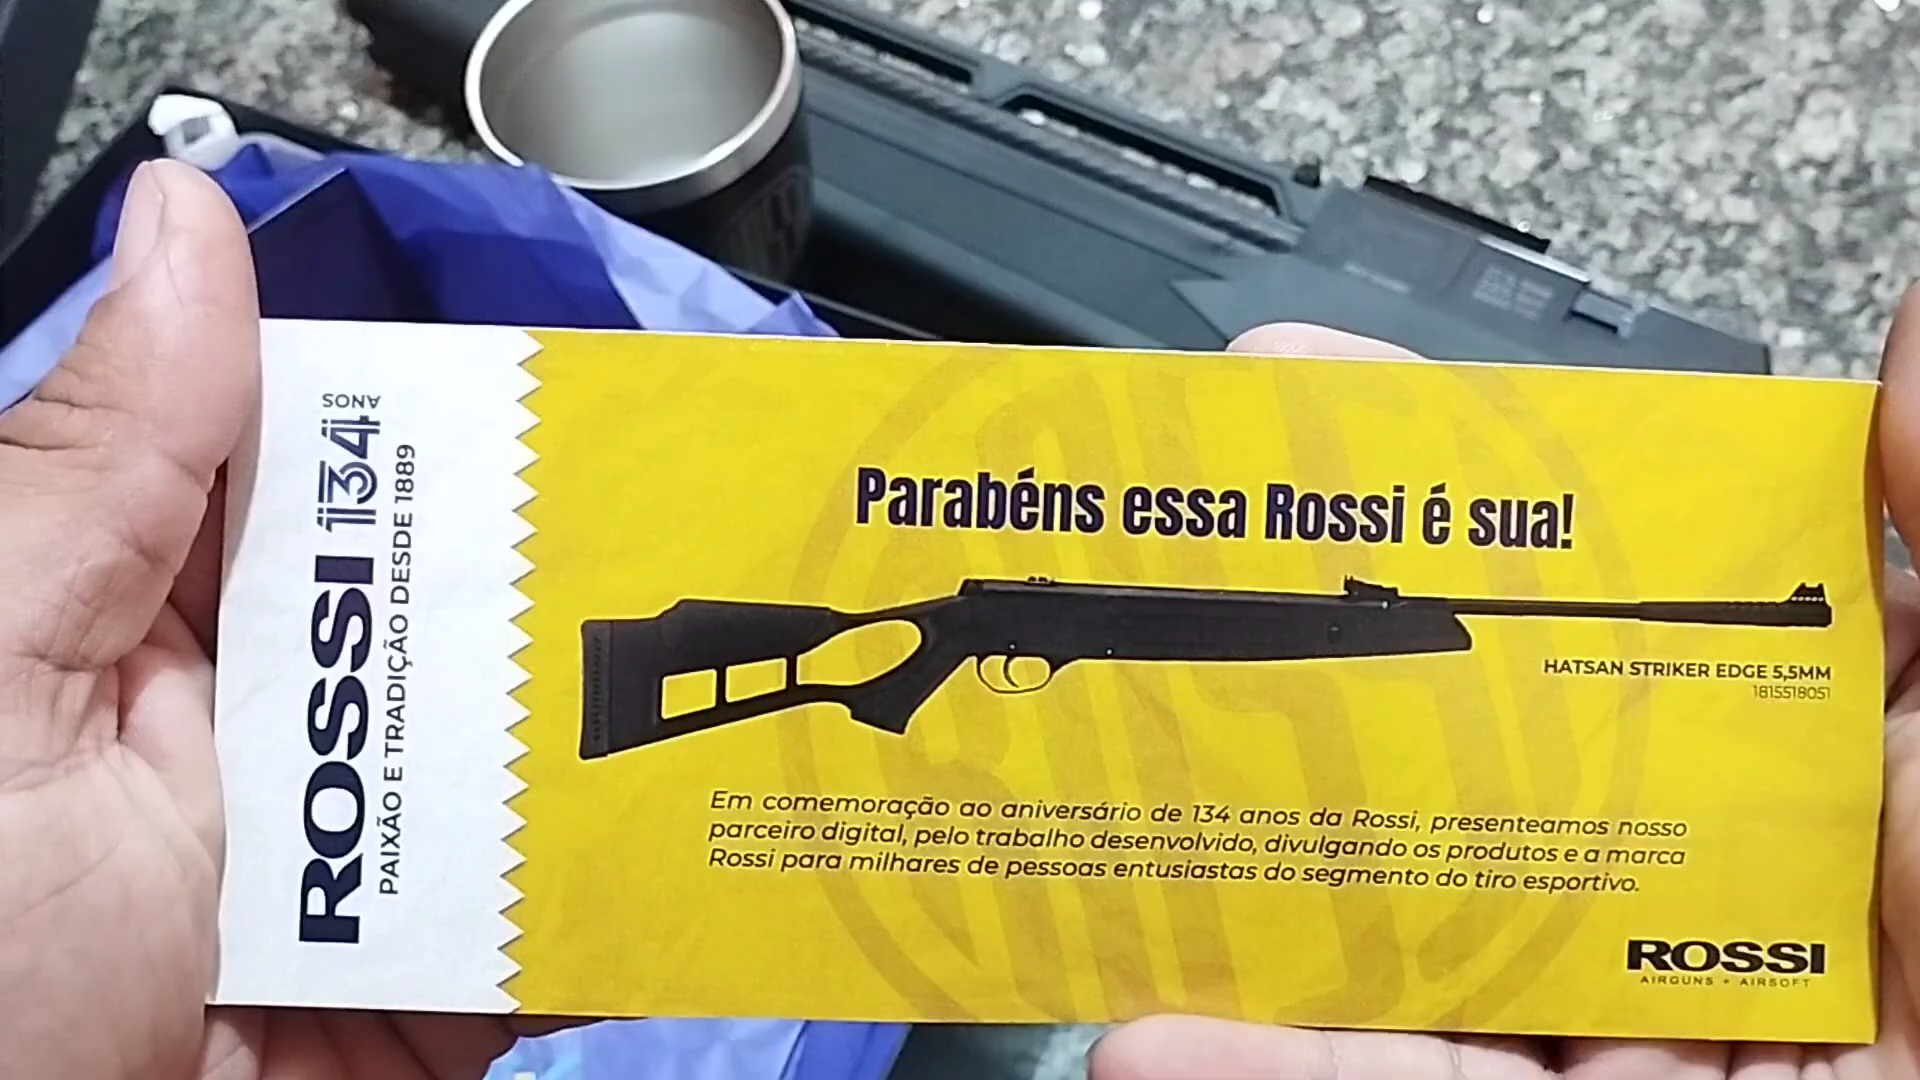 ROSSI 134 ANOS
PAIXÃO E TRADIÇÃO DESDE 1889
Parabéns essa Rossi é sua!
HATSAN STRIKER EDGE 5,5MM
1815518051
Em comemoração ao aniversário de 134 anos da Rossi, presenteamos nosso
parceiro digital, pelo trabalho desenvolvido, divulgando os produtos e a marca
Rossi para milhares de pessoas entusiastas do segmento do tiro esportivo.
ROSSI
AIRGUNS + AIRSOFT